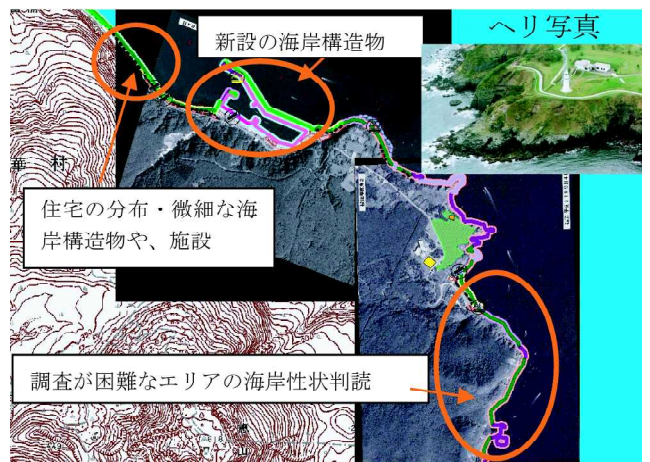 新設の海岸構造物
ヘリ写真
華 村
住宅の分布・微細な海
岸構造物や、施設
調査が困難なエリアの海岸性状判読